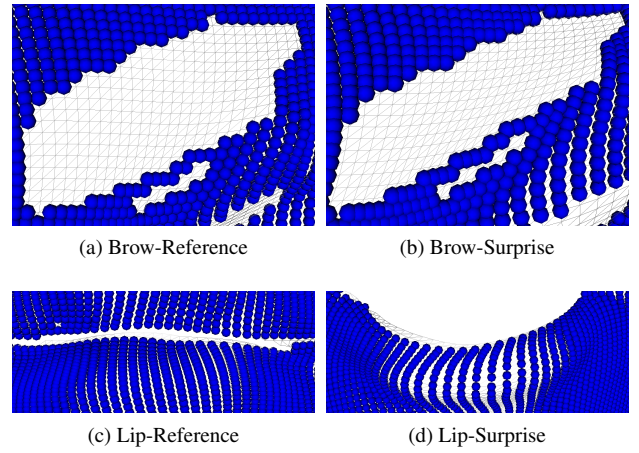 (a) Brow-Reference
(b) Brow-Surprise
(c) Lip-Reference
(d) Lip-Surprise